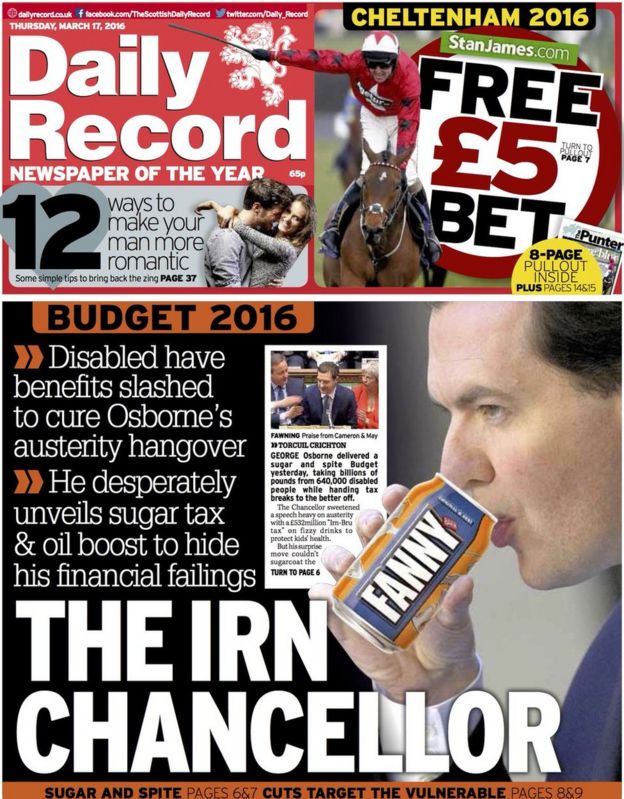 dailyrecord.co.uk facebook.com/TheScottishDailyRecord twitter.com/Daily_Record
THURSDAY, MARCH 17, 2016
Daily
Record
NEWSPAPER OF THE YEAR 65p
12 ways to
make your
man more
romantic
Some simple tips to bring back the zing PAGE 37
CHELTENHAM 2016
StanJames.com
FREE
£5
BET
TURN TO
PULLOUT
PAGE 7
8-PAGE
PULLOUT
INSIDE
PLUS PAGES 14&15
The Punter
BUDGET 2016
Disabled have
benefits slashed
to cure Osborne's
austerity hangover
He desperately
unveils sugar tax
& oil boost to hide
his financial failings
FAWNING Praise from Cameron & May
TORCUIL CRICHTON
GEORGE Osborne delivered a
sugar and spite Budget
yesterday, taking billions of
pounds from 640,000 disabled
people while handing tax
breaks to the better off.
The Chancellor sweetened
a speech heavy on austerity
with a £532million "Irn-Bru
tax" on fizzy drinks to
protect kids' health.
But his surprise
move couldn't
sugarcoat the
TURN TO PAGE 6
FANNY
THE IRN
CHANCELLOR
SUGAR AND SPITE PAGES 6&7 CUTS TARGET THE VULNERABLE PAGES 8&9